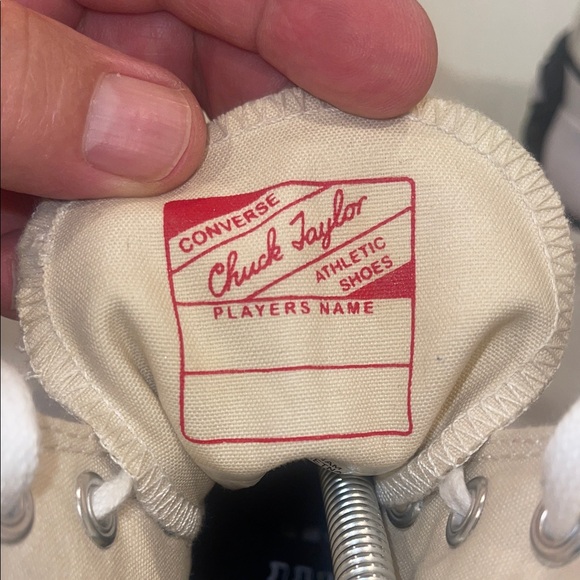 CONVERSE
Chuck Taylor
ATHLETIC
SHOES
PLAYERS NAME